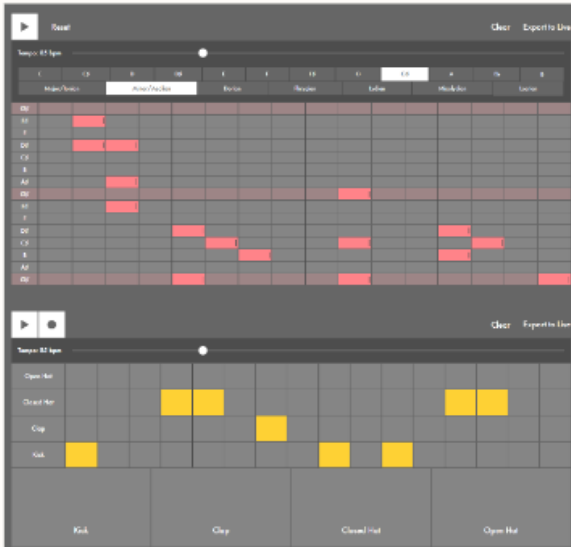 Reset
Clear Export to Live
Tempo: 85 bpm
Major/Ionian Minor/Aeolian Dorian Phrygian Lydian Mixolydian Locrian
G#
F#
D#
C#
B
A#
G#
F#
D#
C#
B
A#
G#
Clear Export to Live
Tempo: 85 bpm
Open Hat
Closed Hat
Clap
Kick
Kick Clap Closed Hat Open Hat